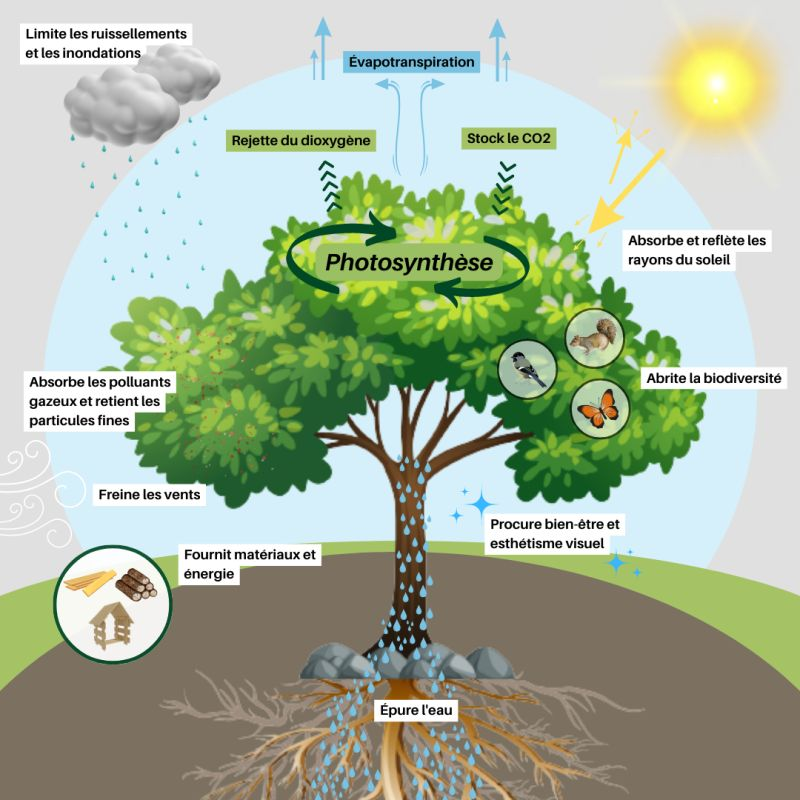 Limite les ruissellements
et les inondations
Évapotranspiration
Rejette du dioxygène
Stock le CO2
Absorbe et reflète les
rayons du soleil
Photosynthèse
Absorbe les polluants
gazeux et retient les
particules fines
Abrite la biodiversité
Freine les vents
Procure bien-être et
esthétisme visuel
Fournit matériaux et
énergie
Épure l'eau